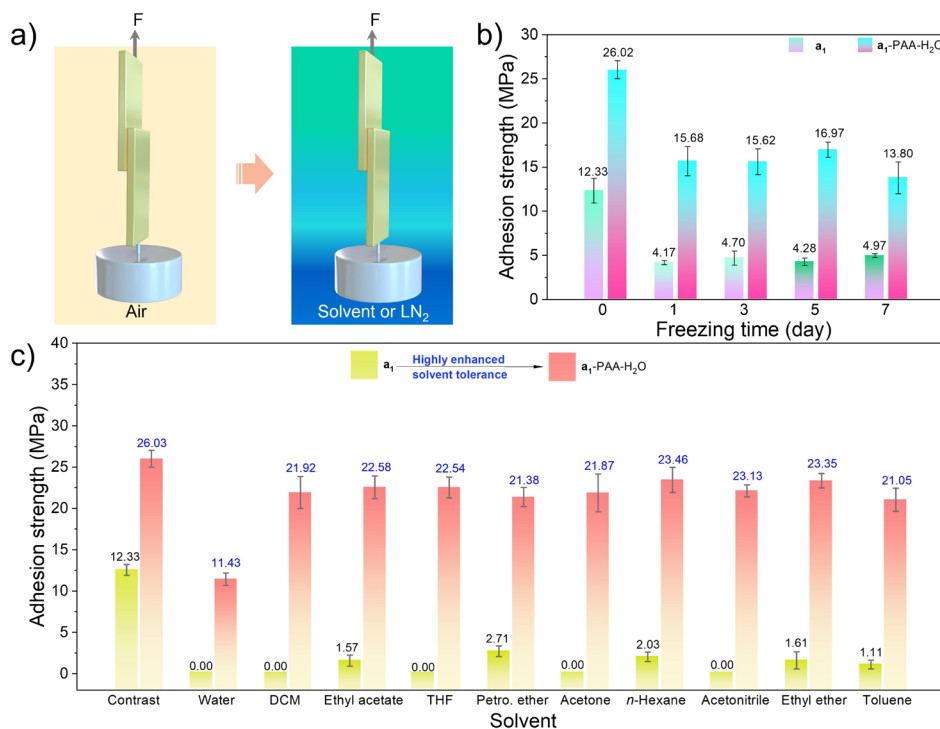 a)
F
F
Air
Solvent or LN₂
b)
Adhesion strength (MPa)
30
25
20
15
10
5
0
a₁
a₁-PAA-H₂O
12.33
26.02
4.17
15.68
4.70
15.62
4.28
16.97
4.97
13.80
0 1 3 5 7
Freezing time (day)
c)
Adhesion strength (MPa)
40
35
30
25
20
15
10
5
0
a₁
Highly enhanced
solvent tolerance
a₁-PAA-H₂O
12.33
26.03
0.00
11.43
0.00
21.92
1.57
22.58
0.00
22.54
2.71
21.38
0.00
21.87
2.03
23.46
0.00
23.13
1.61
23.35
1.11
21.05
Contrast Water DCM Ethyl acetate THF Petro. ether Acetone n-Hexane Acetonitrile Ethyl ether Toluene
Solvent